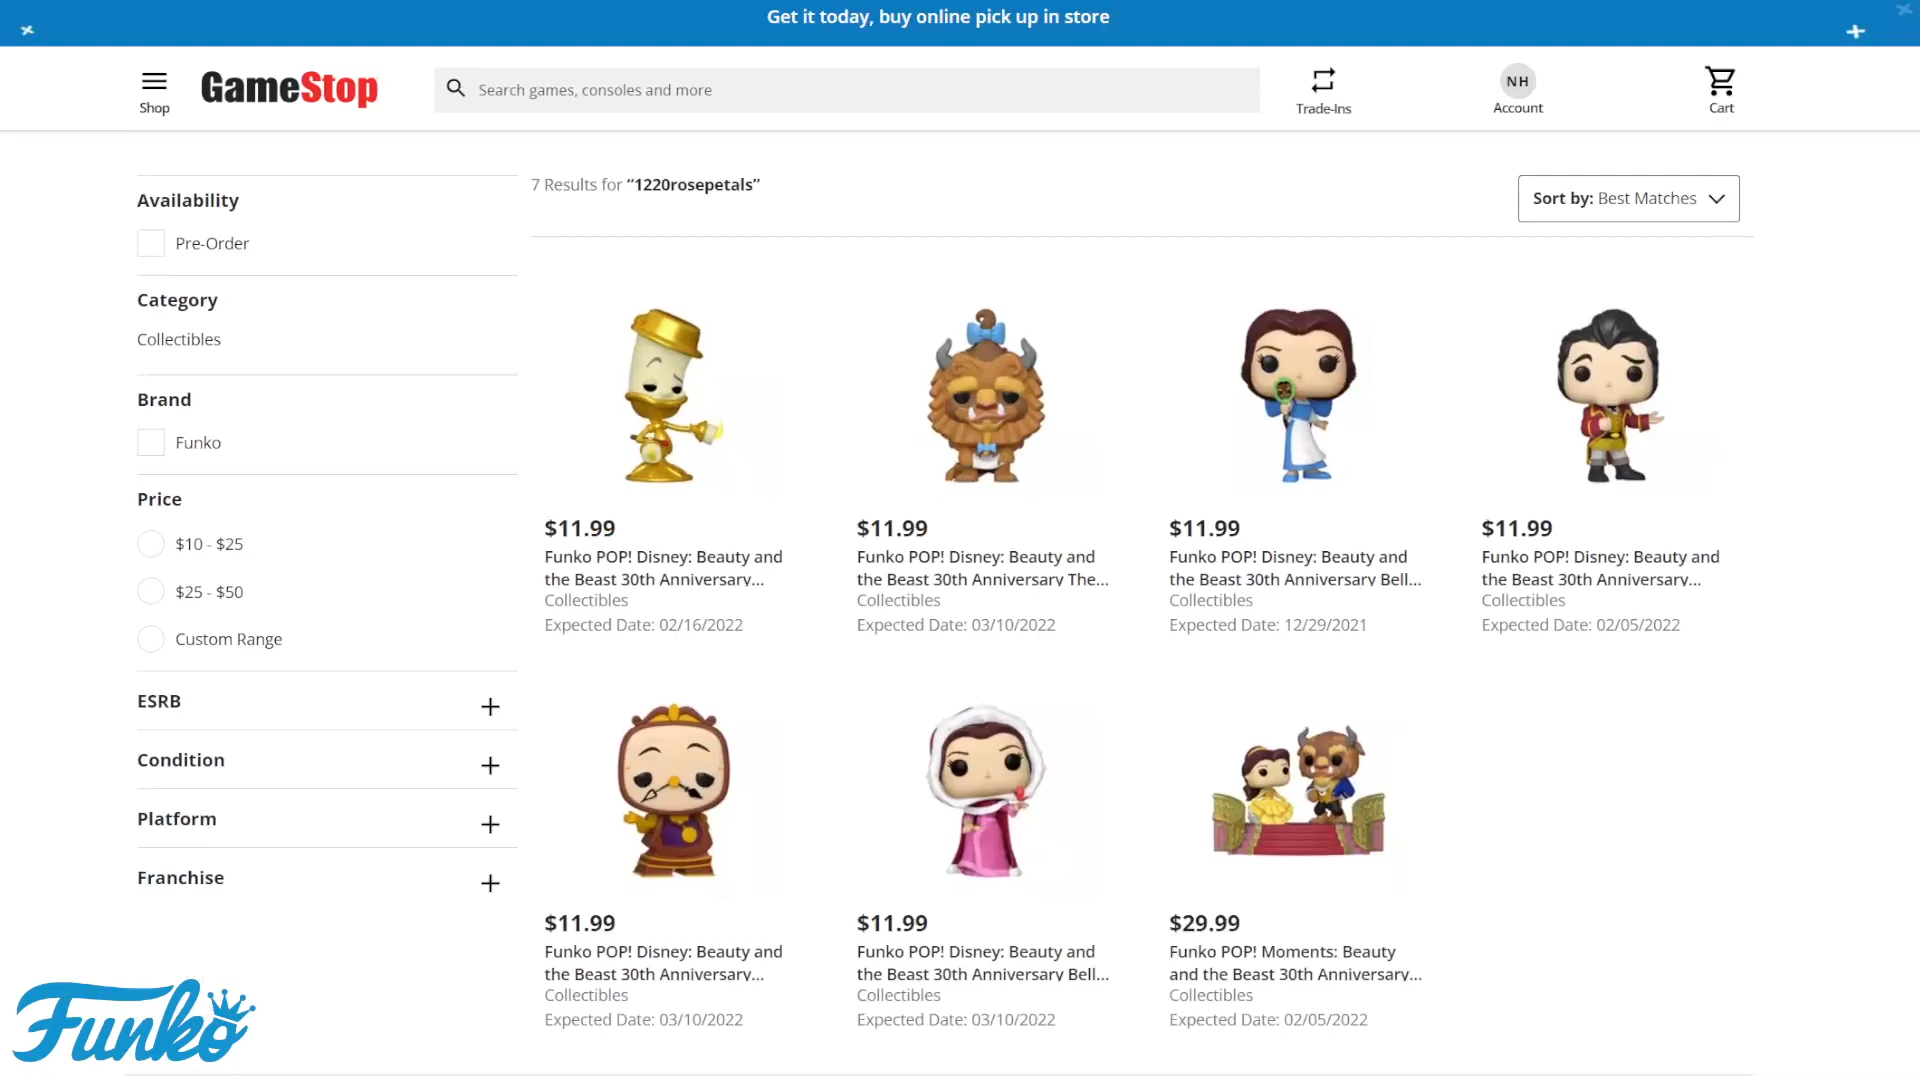 Get it today, buy online pick up in store
Shop
GameStop
Search games, consoles and more
Trade-Ins
NH
Account
Cart
Availability
Pre-Order
Category
Collectibles
Brand
Funko
Price
$10 - $25
$25 - $50
Custom Range
ESRB
Condition
Platform
Franchise
7 Results for “1220rosepetals”
Sort by: Best Matches
$11.99
Funko POP! Disney: Beauty and
the Beast 30th Anniversary...
Collectibles
Expected Date: 02/16/2022
$11.99
Funko POP! Disney: Beauty and
the Beast 30th Anniversary The...
Collectibles
Expected Date: 03/10/2022
$11.99
Funko POP! Disney: Beauty and
the Beast 30th Anniversary Bell...
Collectibles
Expected Date: 12/29/2021
$11.99
Funko POP! Disney: Beauty and
the Beast 30th Anniversary...
Collectibles
Expected Date: 02/05/2022
$11.99
Funko POP! Disney: Beauty and
the Beast 30th Anniversary...
Collectibles
Expected Date: 03/10/2022
$11.99
Funko POP! Disney: Beauty and
the Beast 30th Anniversary Bell...
Collectibles
Expected Date: 03/10/2022
$29.99
Funko POP! Moments: Beauty
and the Beast 30th Anniversary...
Collectibles
Expected Date: 02/05/2022
Funko